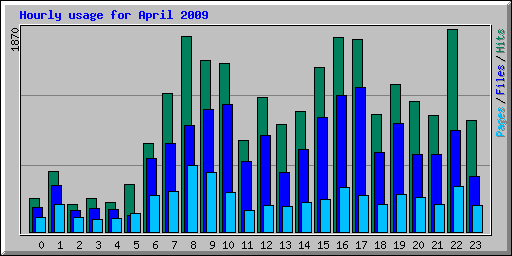 Hourly usage for April 2009
1870
Pages/Files/Hits
0 1 2 3 4 5 6 7 8 9 10 11 12 13 14 15 16 17 18 19 20 21 22 23